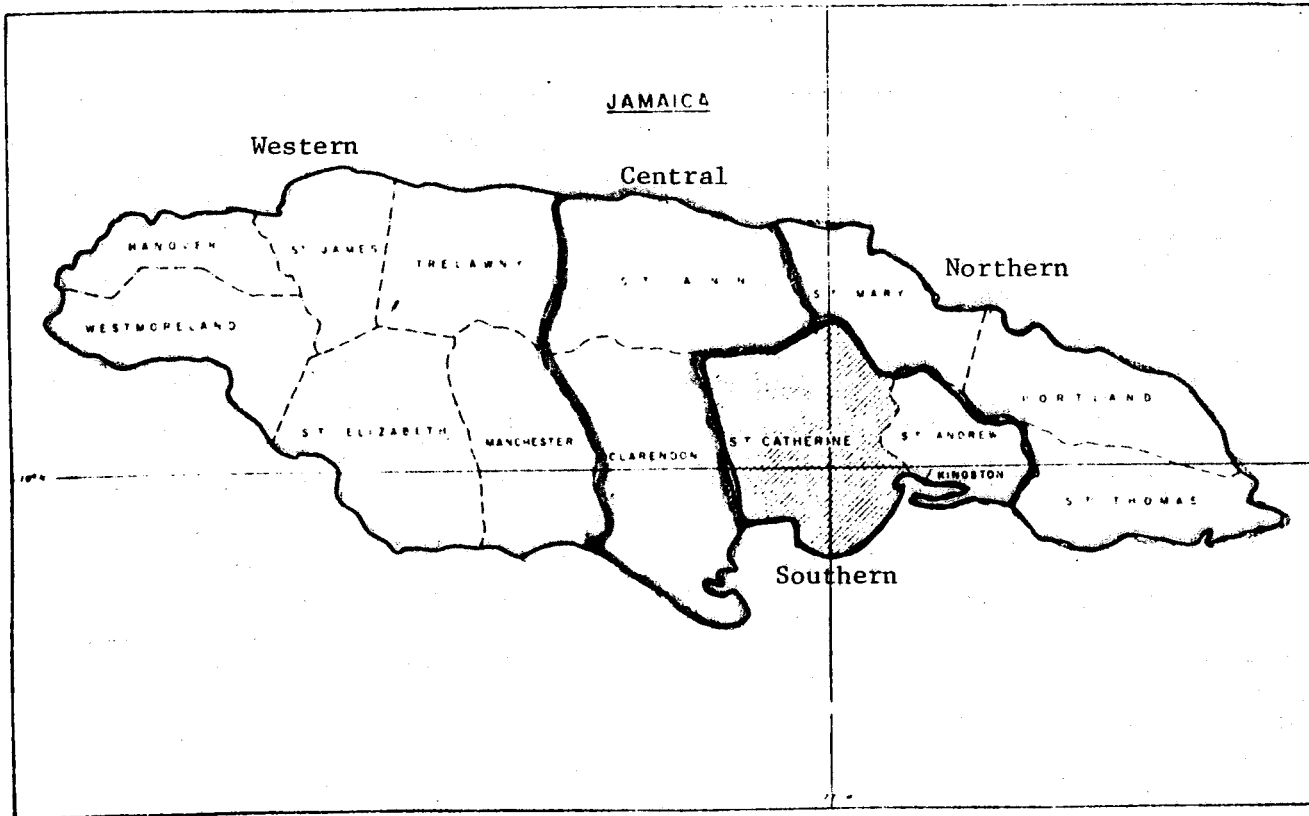 JAMAICA
Western
Central
HANOVER
ST. JAMES
TRELAWNY
ST. ANN
Northern
ST. MARY
WESTMORELAND
PORTLAND
ST. ELIZABETH
MANCHESTER
CLARENDON
ST CATHERINE
ST. ANDREW
KINGSTON
ST. THOMAS
Southern